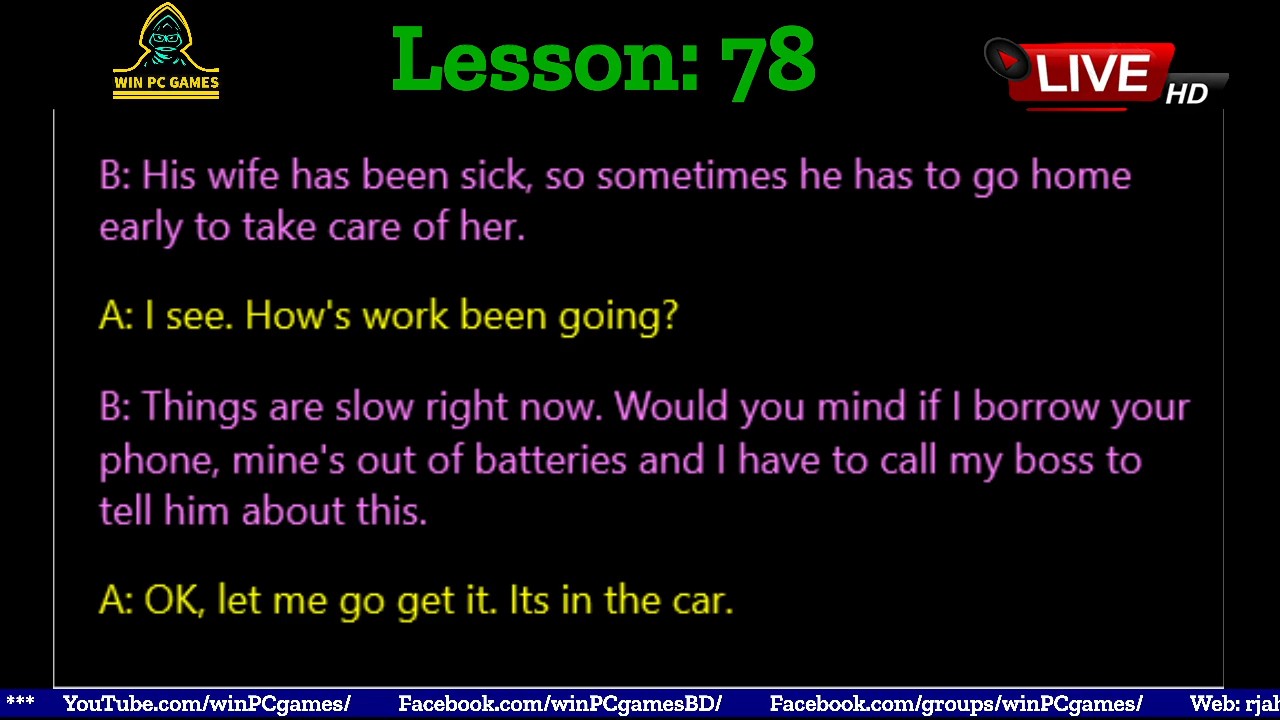 WIN PC GAMES
Lesson: 78
LIVE
HD
B: His wife has been sick, so sometimes he has to go home
early to take care of her.
A: I see. How's work been going?
B: Things are slow right now. Would you mind if I borrow your
phone, mine's out of batteries and I have to call my boss to
tell him about this.
A: OK, let me go get it. Its in the car.
*** YouTube.com/winPCgames/ Facebook.com/winPCgamesBD/ Facebook.com/groups/winPCgames/ Web: